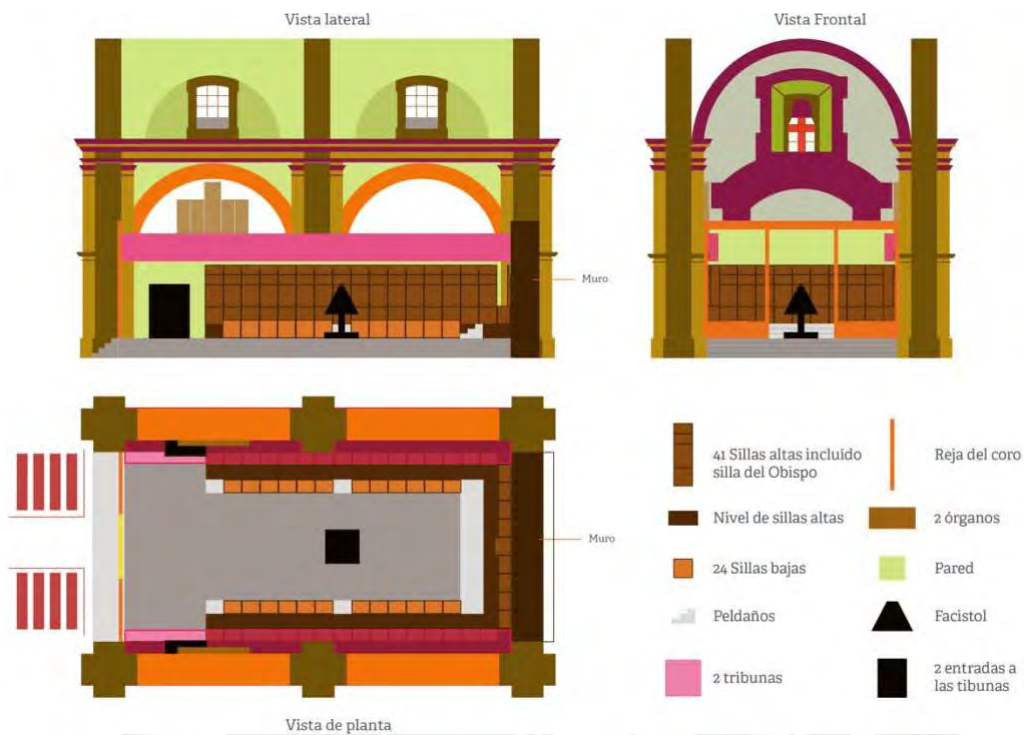 Vista lateral
Vista Frontal
Muro
Muro
41 Sillas altas incluído
silla del Obispo
Reja del coro
Nivel de sillas altas
2 órganos
24 Sillas bajas
Pared
Peldaños
Facistol
2 tribunas
2 entradas a
las tibunas
Vista de planta